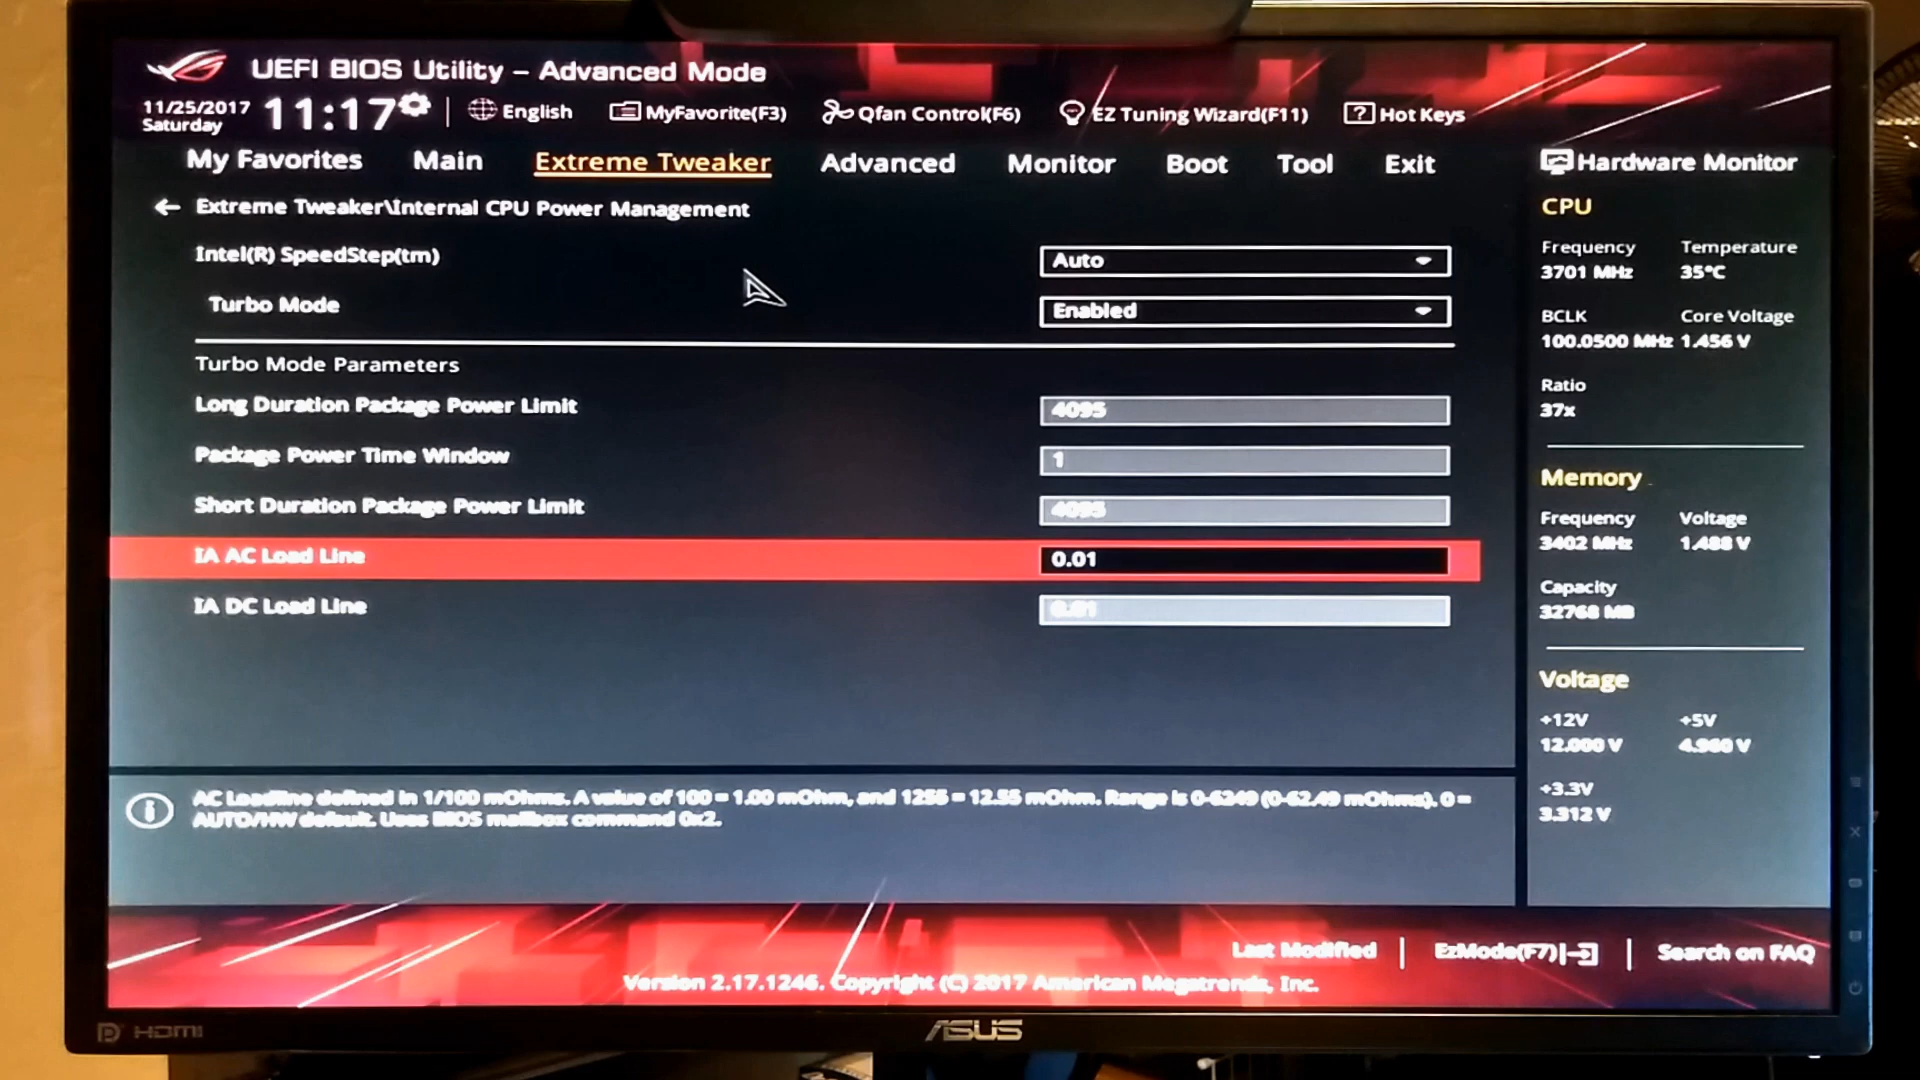 UEFI BIOS Utility – Advanced Mode
11/25/2017
Saturday
11:17
English
MyFavorite(F3)
Qfan Control(F6)
EZ Tuning Wizard(F11)
? Hot Keys
My Favorites
Main
Extreme Tweaker
Advanced
Monitor
Boot
Tool
Exit
← Extreme Tweaker\Internal CPU Power Management
Intel(R) SpeedStep(tm)
Auto
Turbo Mode
Enabled
Turbo Mode Parameters
Long Duration Package Power Limit
4095
Package Power Time Window
1
Short Duration Package Power Limit
4095
IA AC Load Line
0.01
IA DC Load Line
0.01
AC Loadline defined in 1/100 mOhms. A value of 100 = 1.00 mOhm, and 1255 = 12.55 mOhm. Range is 0-6249 (0-62.49 mOhms). 0 =
AUTO/HW default. Uses BIOS mailbox command 0x2.
Hardware Monitor
CPU
Frequency Temperature
3701 MHz 35°C
BCLK Core Voltage
100.0500 MHz 1.456 V
Ratio
37x
Memory
Frequency Voltage
3402 MHz 1.488 V
Capacity
32768 MB
Voltage
+12V +5V
12.000 V 4.960 V
+3.3V
3.312 V
Last Modified
EzMode(F7)
Search on FAQ
Version 2.17.1246. Copyright (C) 2017 American Megatrends, Inc.
HDMI
ASUS